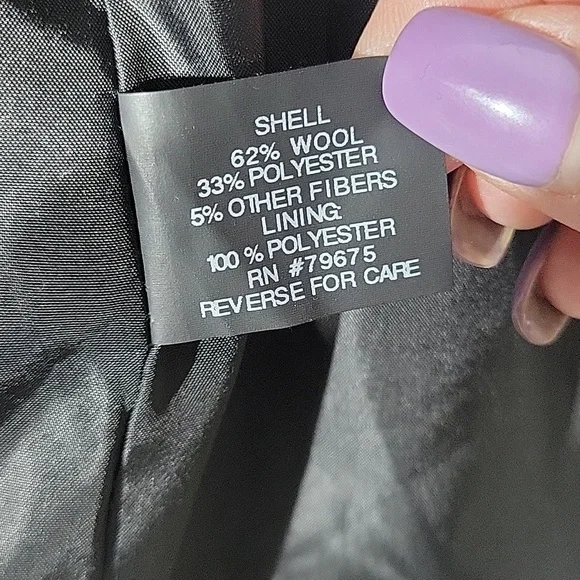 SHELL
62% WOOL
33% POLYESTER
5% OTHER FIBERS
LINING:
100% POLYESTER
RN #79675
REVERSE FOR CARE